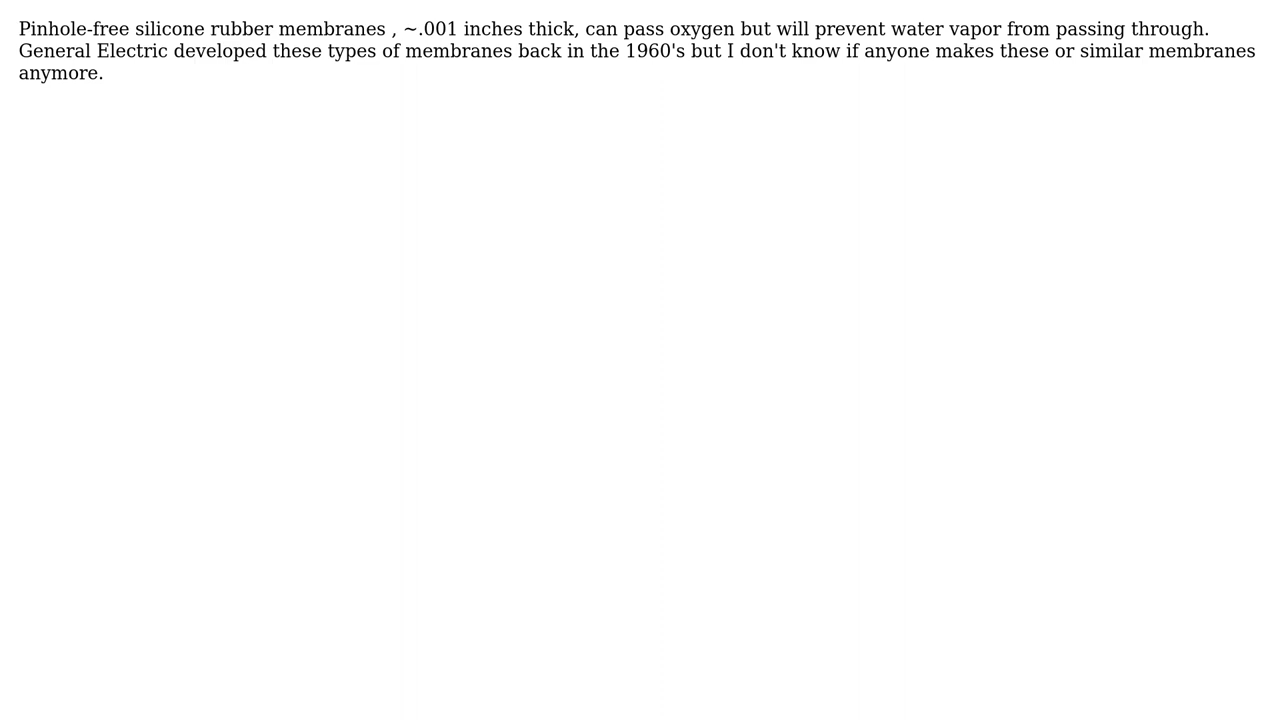 Pinhole-free silicone rubber membranes , ~.001 inches thick, can pass oxygen but will prevent water vapor from passing through.
General Electric developed these types of membranes back in the 1960's but I don't know if anyone makes these or similar membranes
anymore.